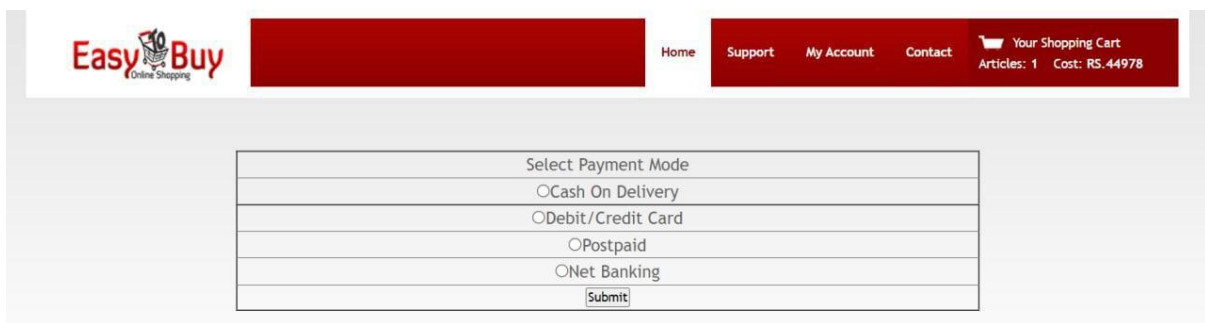 Easy TO Buy
Online Shopping
Home Support My Account Contact
Your Shopping Cart
Articles: 1 Cost: RS.44978
Select Payment Mode
Cash On Delivery
Debit/Credit Card
Postpaid
Net Banking
Submit